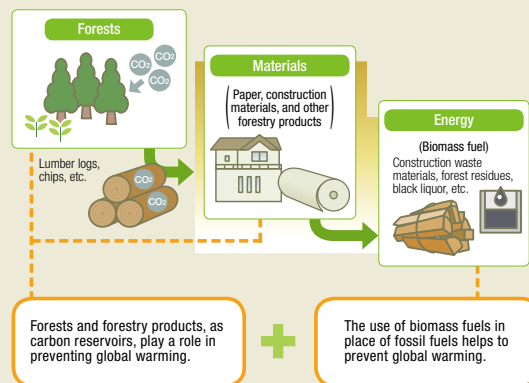 Forests
CO2
CO2
CO2
Lumber logs,
chips, etc.
CO2
CO2
Materials
(Paper, construction
materials, and other
forestry products)
Energy
(Biomass fuel)
Construction waste
materials, forest residues,
black liquor, etc.
Forests and forestry products, as
carbon reservoirs, play a role in
preventing global warming.
+
The use of biomass fuels in
place of fossil fuels helps to
prevent global warming.